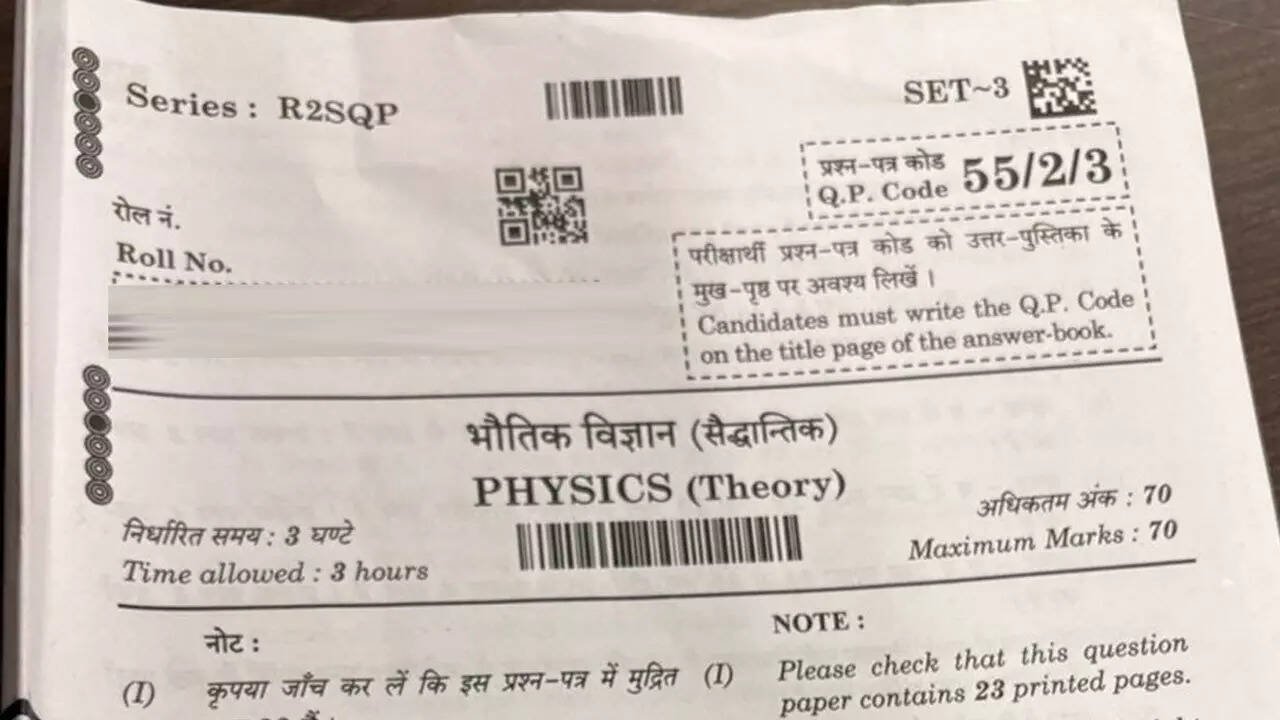 Series : R2SQP
SET~3
प्रश्न-पत्र कोड
Q.P. Code 55/2/3
रोल नं.
Roll No.
परीक्षार्थी प्रश्न-पत्र कोड को उत्तर-पुस्तिका के
मुख-पृष्ठ पर अवश्य लिखें ।
Candidates must write the Q.P. Code
on the title page of the answer-book.
भौतिक विज्ञान (सैद्धान्तिक)
PHYSICS (Theory)
निर्धारित समय : 3 घण्टे
Time allowed : 3 hours
अधिकतम अंक : 70
Maximum Marks : 70
नोट :
(I) कृपया जाँच कर लें कि इस प्रश्न-पत्र में मुद्रित
NOTE :
(I) Please check that this question
paper contains 23 printed pages.